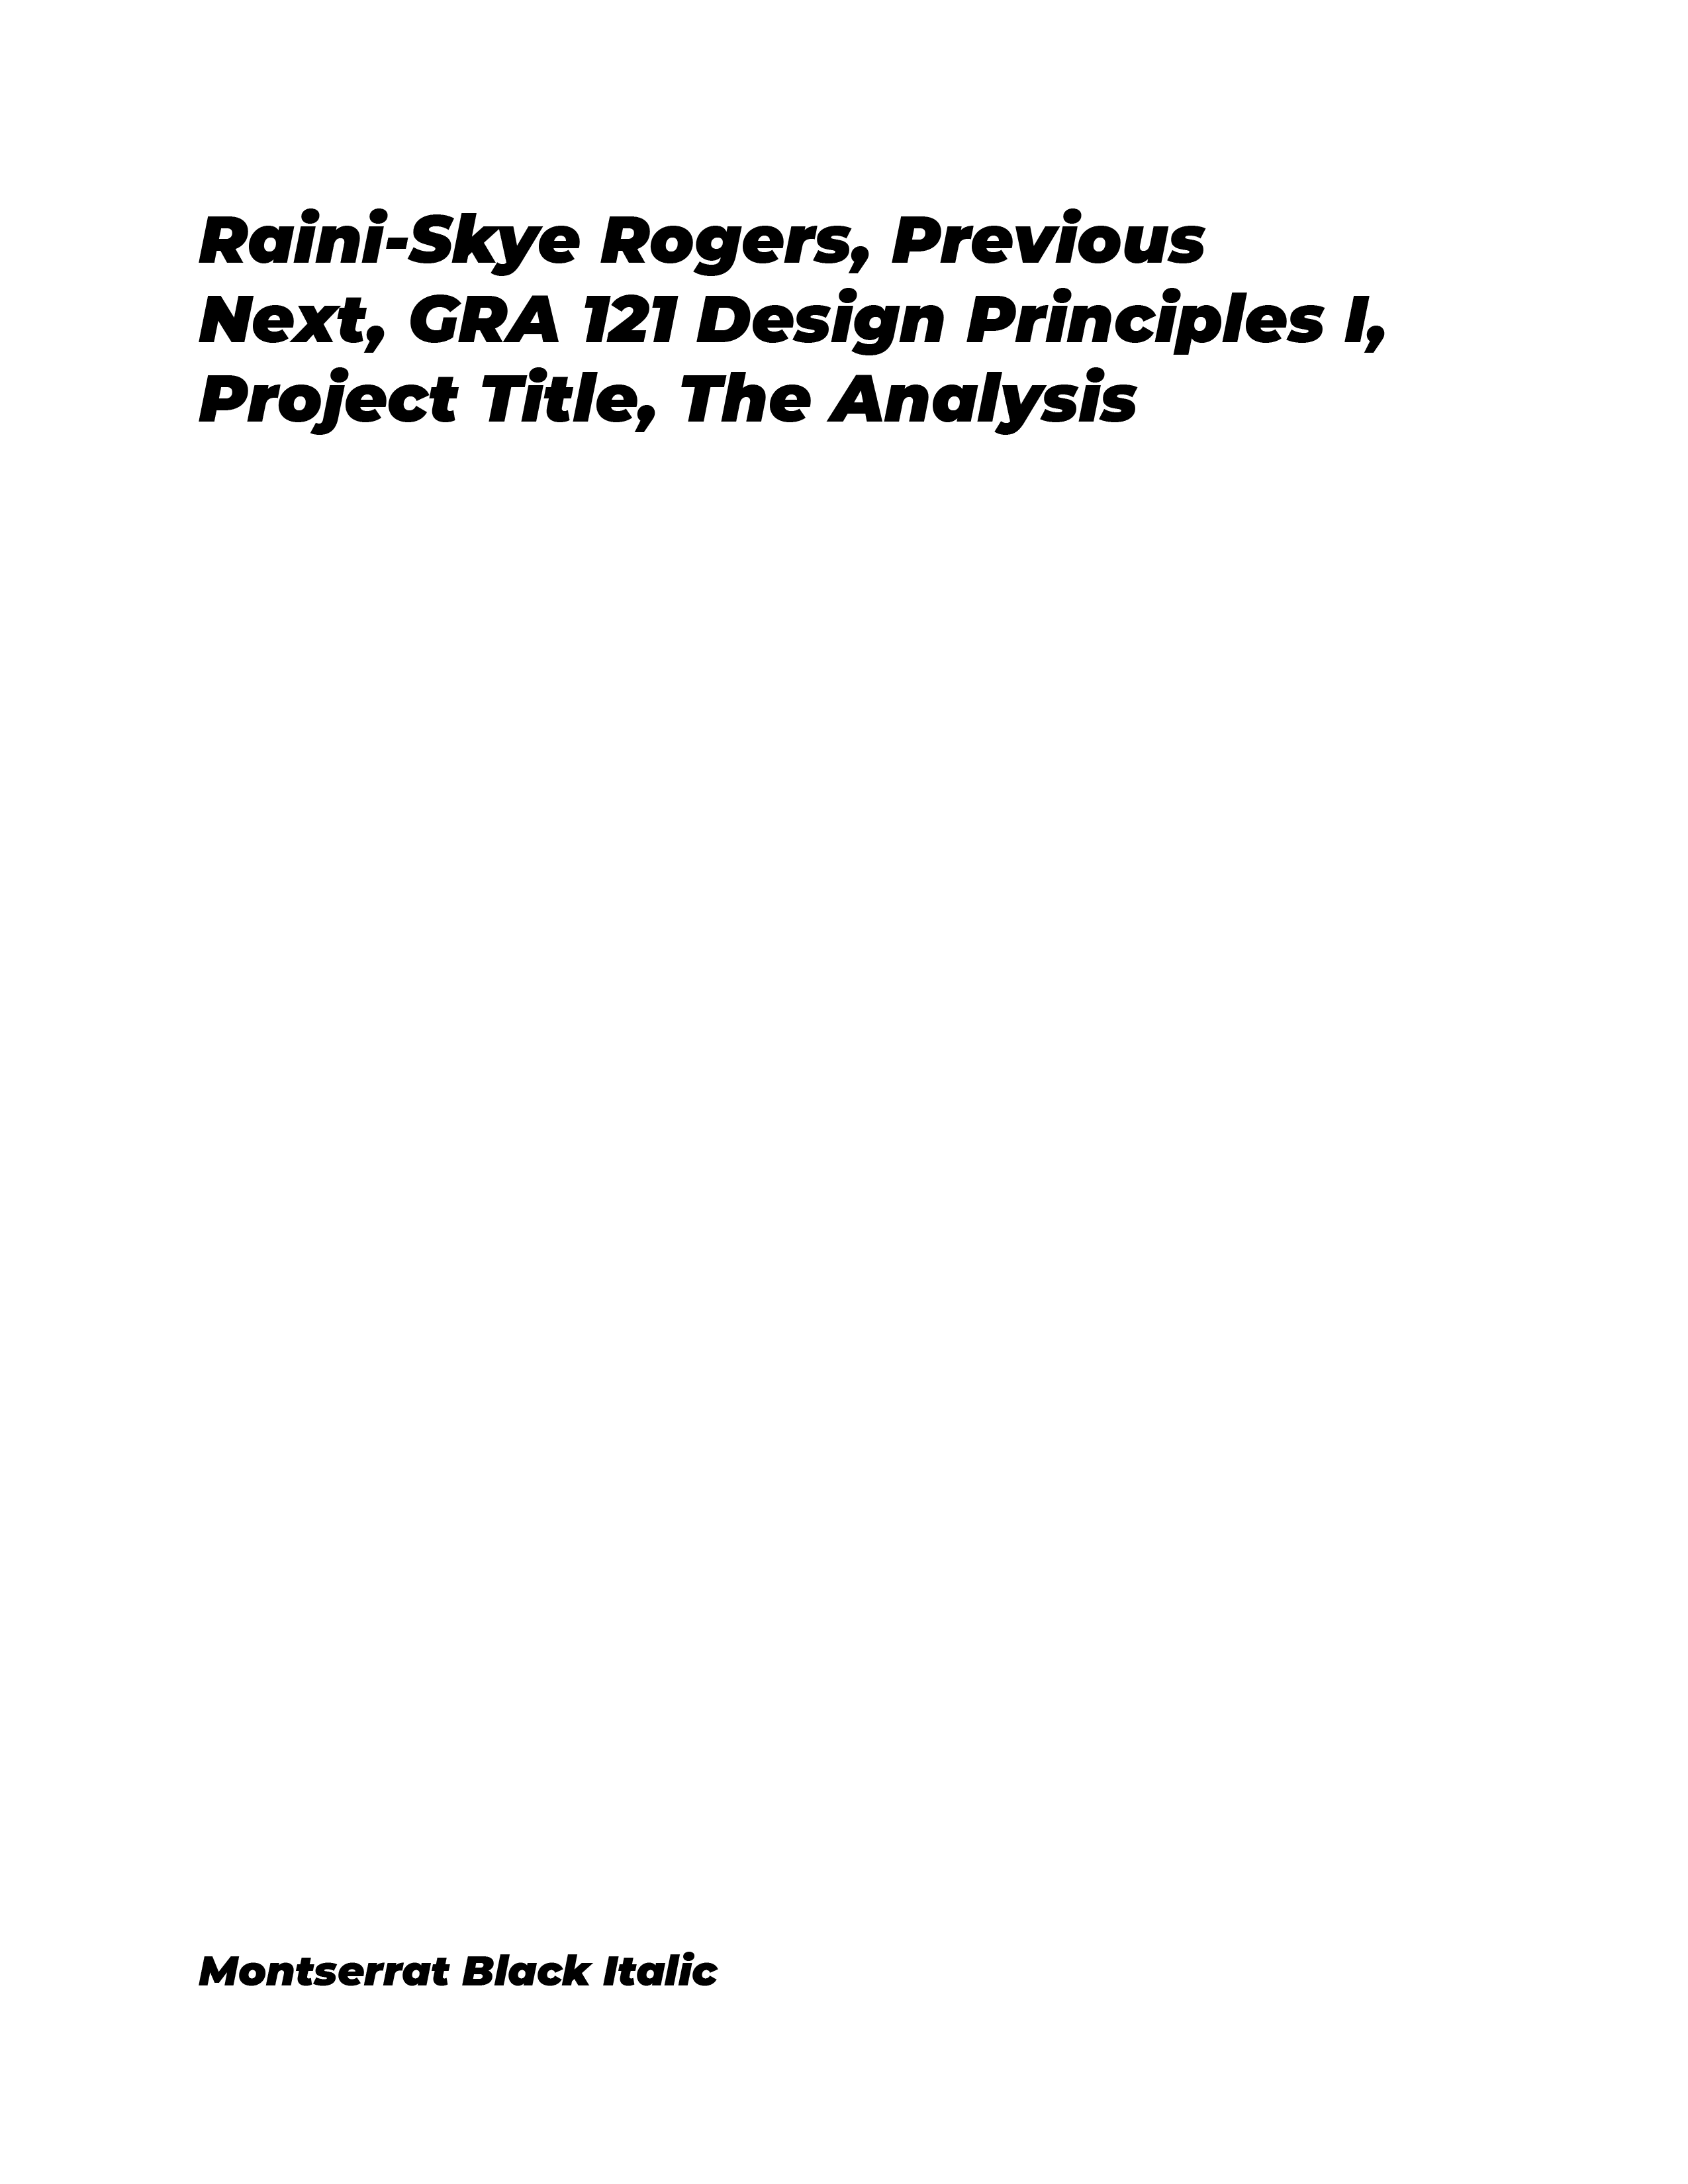 Raini-Skye Rogers, Previous
Next, GRA 121 Design Principles I,
Project Title, The Analysis
Montserrat Black Italic